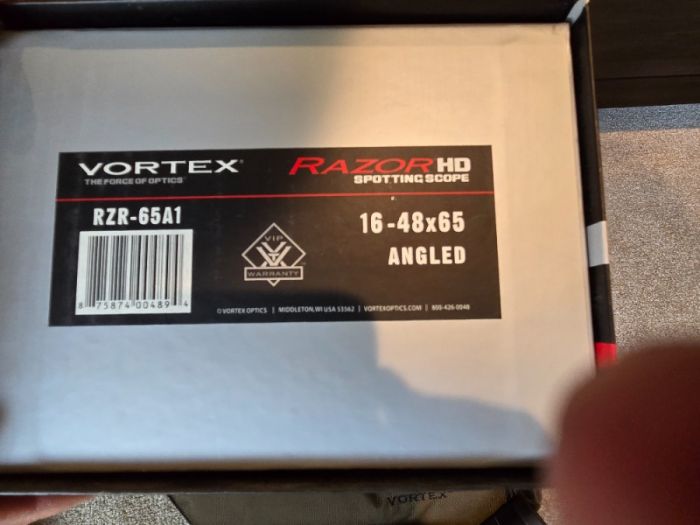 VORTEX®
THE FORCE OF OPTICS
RAZOR HD
SPOTTING SCOPE
RZR-65A1
16-48x65
ANGLED
VIP
WARRANTY
8 75874 00489 4
©VORTEX OPTICS | MIDDLETON, WI USA 53562 | VORTEXOPTICS.COM | 800-426-0048
VORTEX